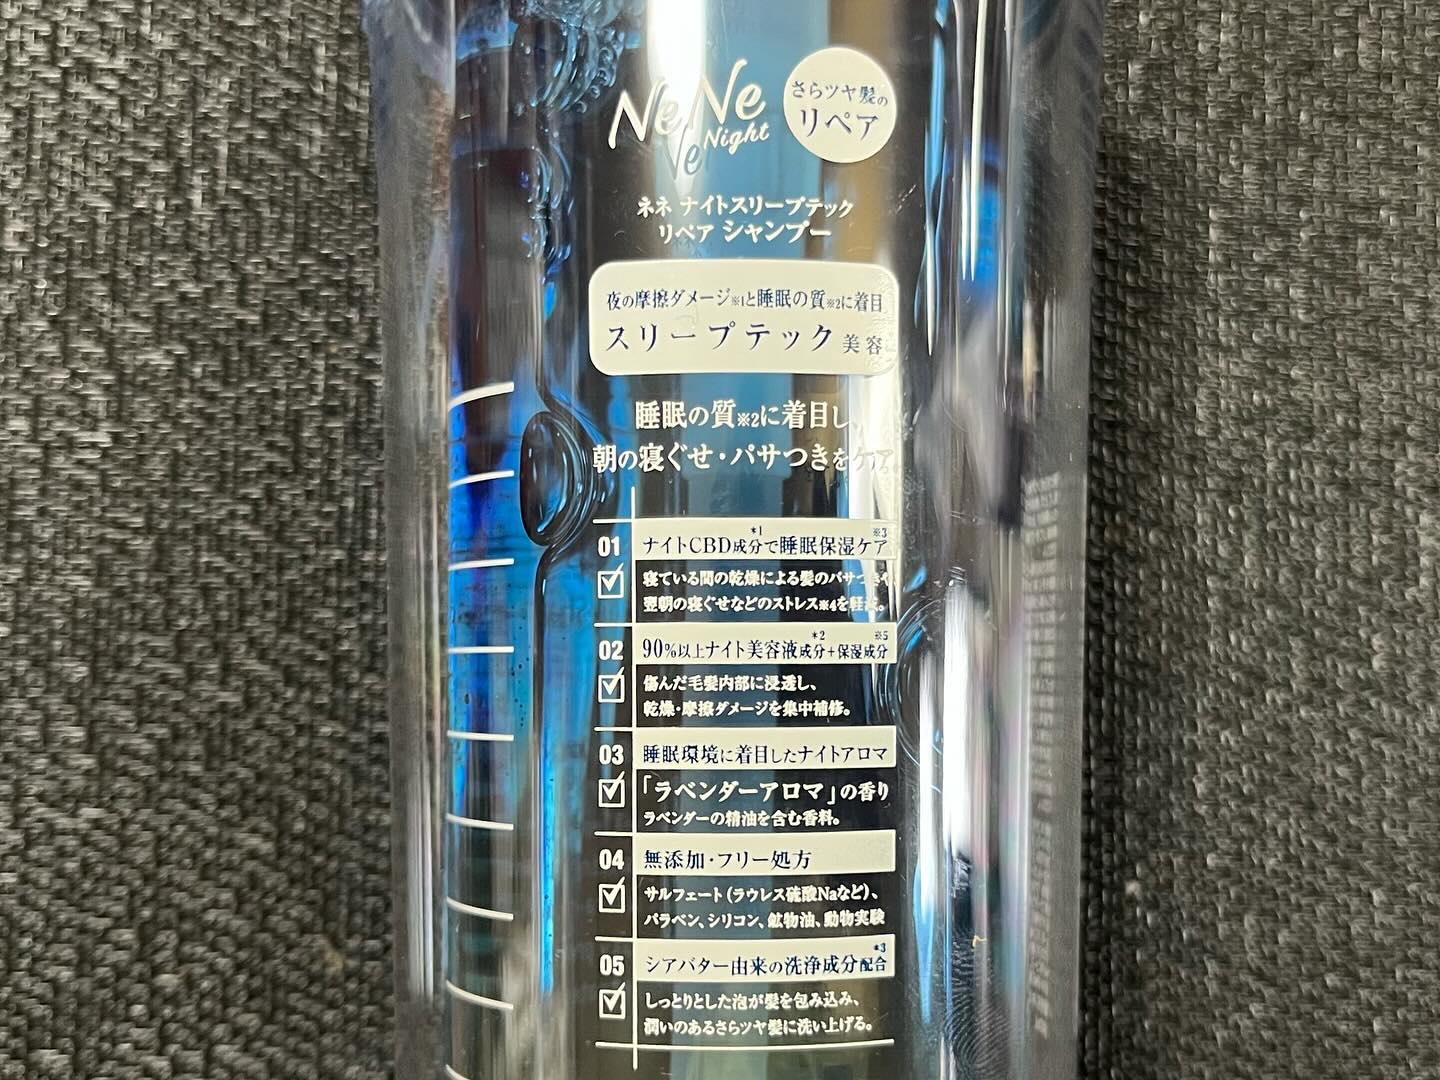 NeNe
Ne Night
さらツヤ髪の
リペア
ネネ ナイトスリープテック
リペア シャンプー
夜の摩擦ダメージ※1と睡眠の質※2に着目
スリープテック美容
睡眠の質※2に着目し、
朝の寝ぐせ・パサつきをケア
01 ナイトCBD成分*1で睡眠保湿ケア※3
寝ている間の乾燥による髪のパサつきや
翌朝の寝ぐせなどのストレス※4を軽減。
02 90%以上ナイト美容液成分*2+保湿成分※5
傷んだ毛髪内部に浸透し、
乾燥・摩擦ダメージを集中補修。
03 睡眠環境に着目したナイトアロマ
「ラベンダーアロマ」の香り
ラベンダーの精油を含む香料。
04 無添加・フリー処方
サルフェート(ラウレス硫酸Naなど)、
パラベン、シリコン、鉱物油、動物実験
05 シアバター由来の洗浄成分配合*3
しっとりとした泡が髪を包み込み、
潤いのあるさらツヤ髪に洗い上げる。